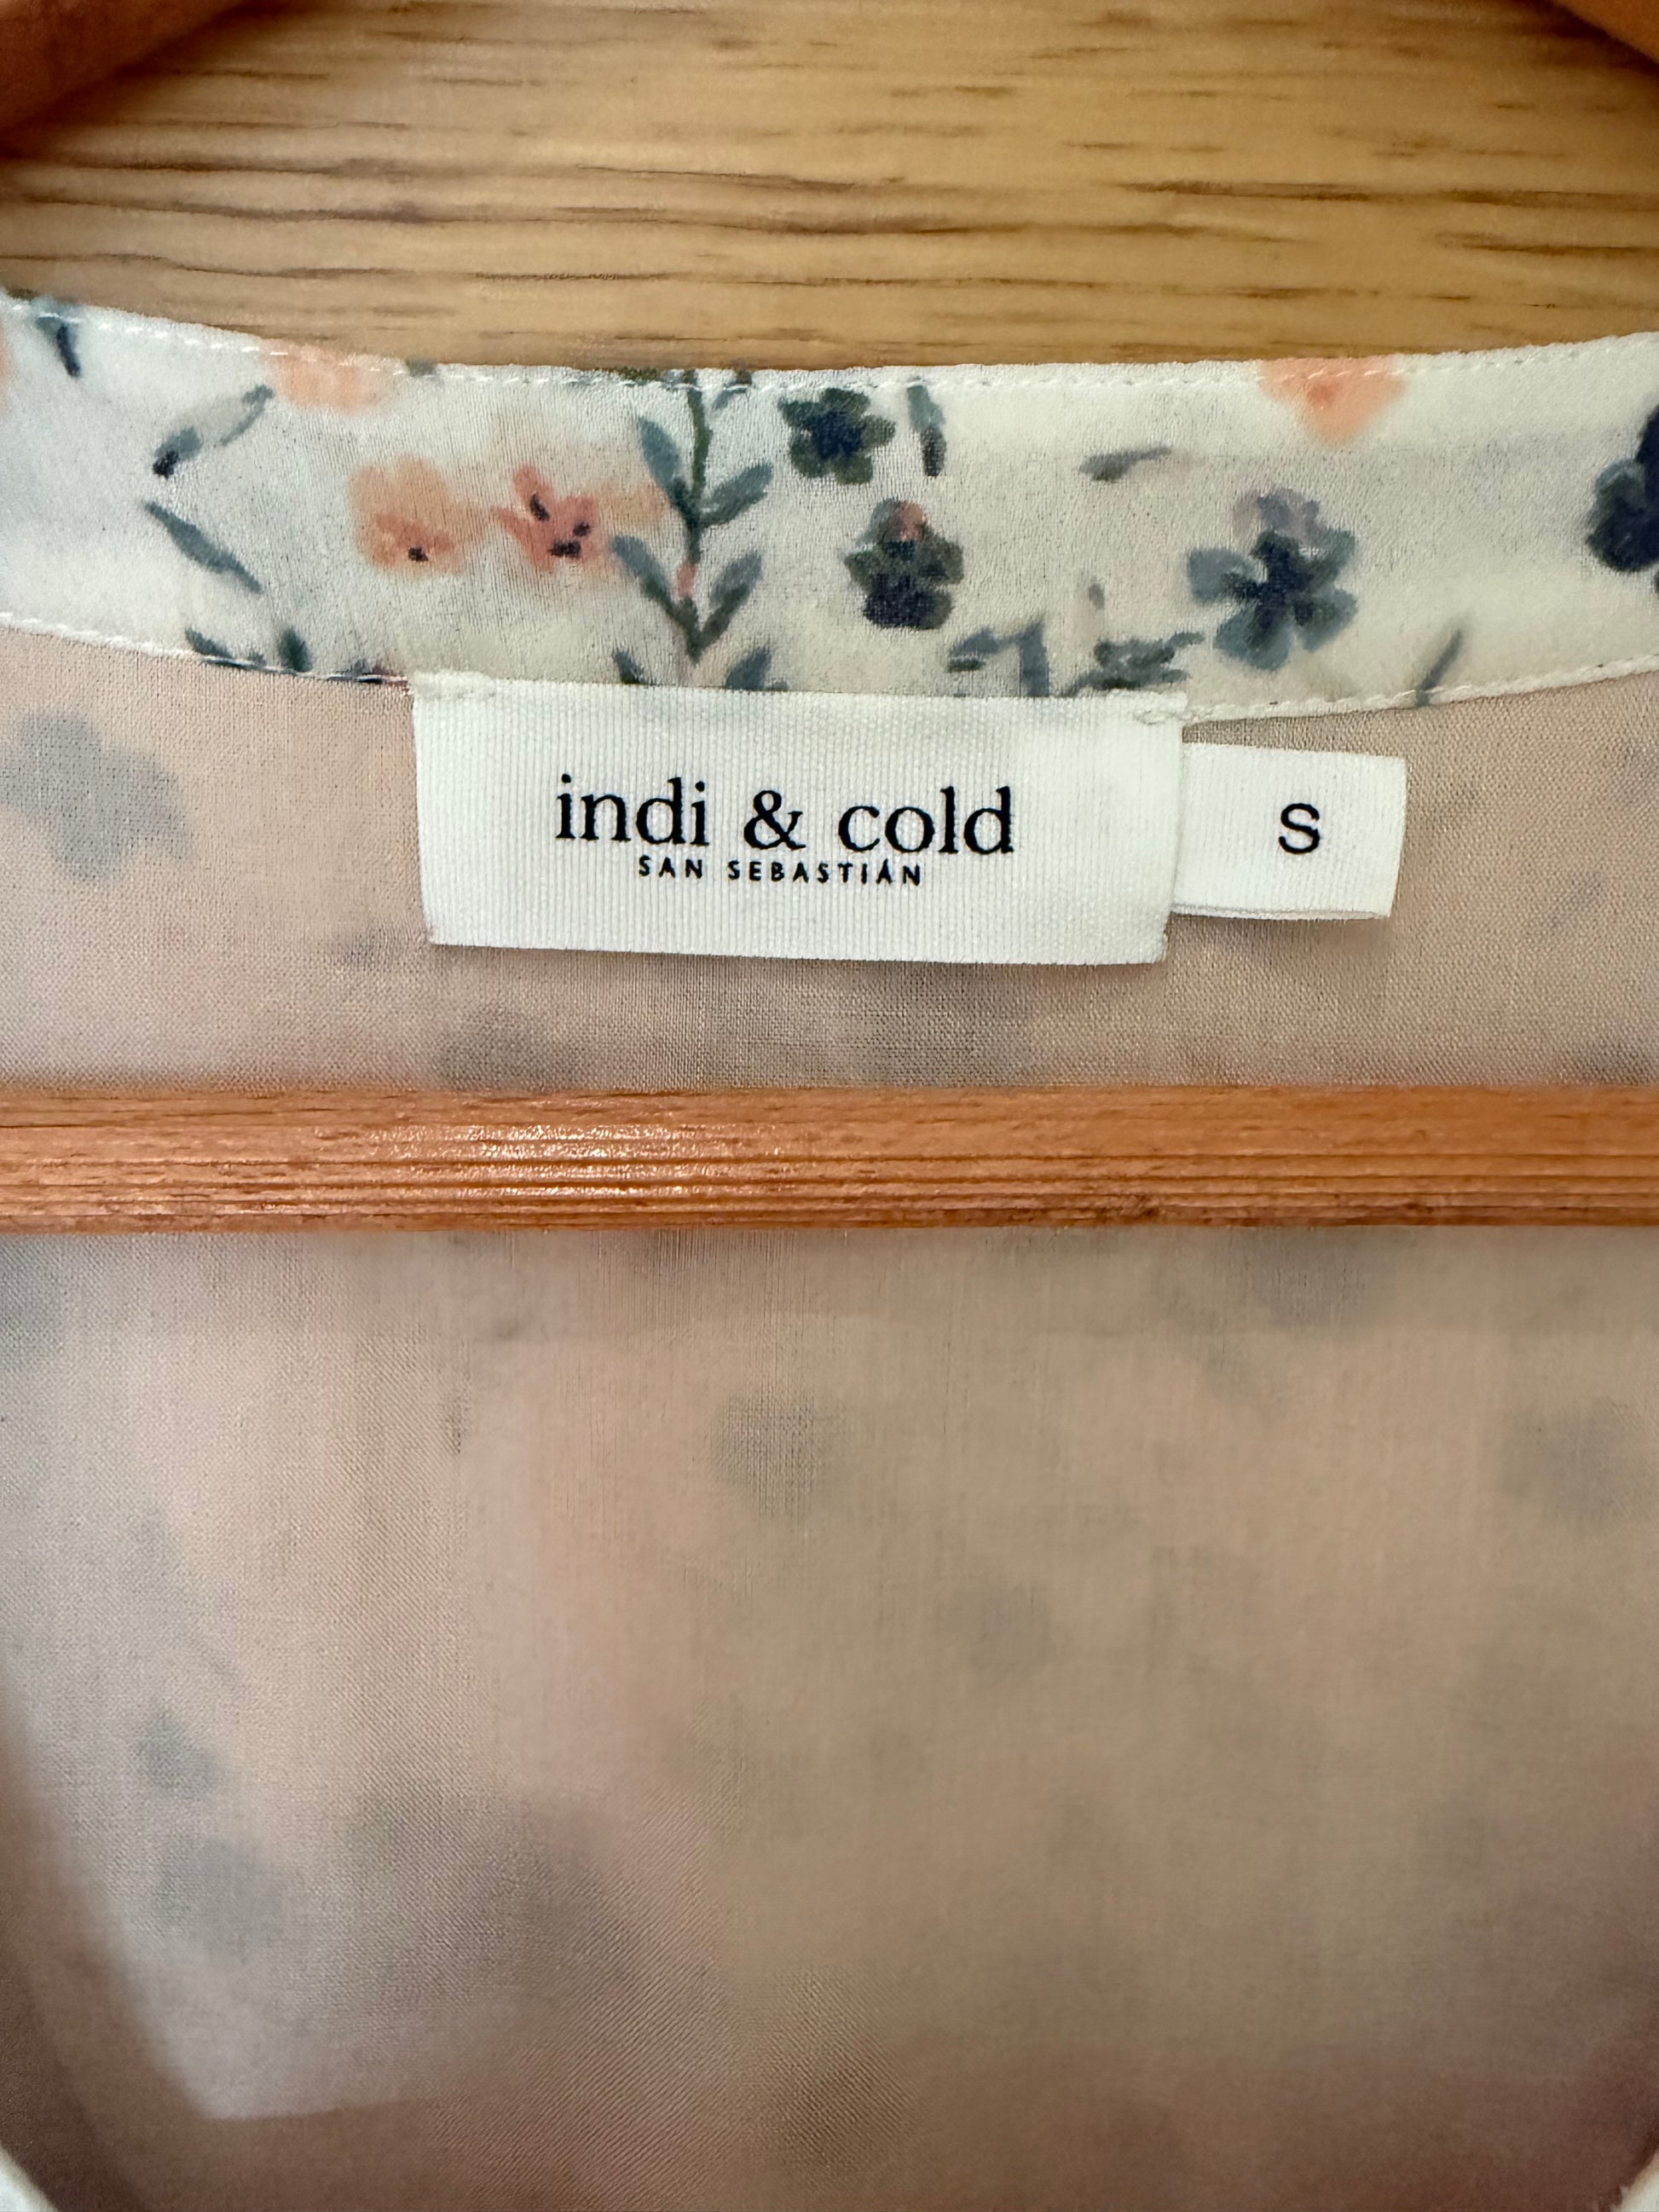 indi & cold
SAN SEBASTIÁN
S